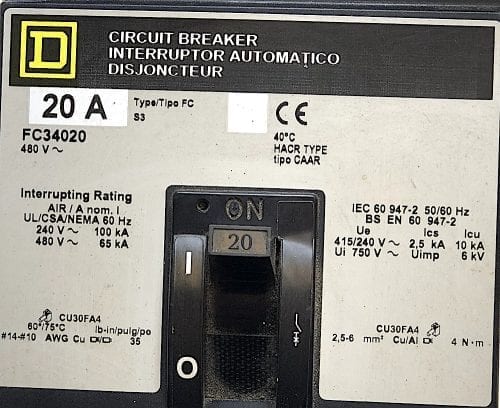 D
CIRCUIT BREAKER
INTERRUPTOR AUTOMATICO
DISJONCTEUR
20 A
Type/Tipo FC
S3
CE
FC34020
480 V ~
40°C
HACR TYPE
tipo CAAR
Interrupting Rating
AIR / A nom. I
UL/CSA/NEMA 60 Hz
240 V ~ 100 kA
480 V ~ 65 kA
ON
20
I
O
IEC 60 947-2 50/60 Hz
BS EN 60 947-2
Ue Ics Icu
415/240 V ~ 2,5 kA 10 kA
Ui 750 V ~ Uimp 6 kV
CU30FA4
60°/75°C lb-in/pulg/po
#14-#10 AWG Cu 35
CU30FA4
2,5-6 mm² Cu/Al 4 N·m